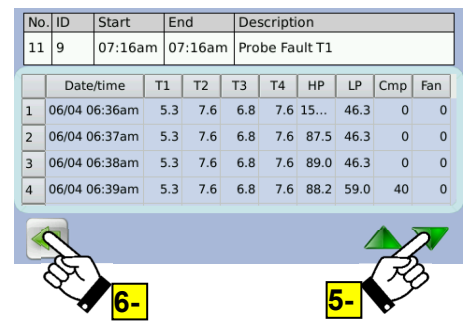 No. ID Start End Description
11 9 07:16am 07:16am Probe Fault T1
Date/time T1 T2 T3 T4 HP LP Cmp Fan
1 06/04 06:36am 5.3 7.6 6.8 7.6 15... 46.3 0 0
2 06/04 06:37am 5.3 7.6 6.8 7.6 87.5 46.3 0 0
3 06/04 06:38am 5.3 7.6 6.8 7.6 89.0 46.3 0 0
4 06/04 06:39am 5.3 7.6 6.8 7.6 88.2 59.0 40 0
6- 5-